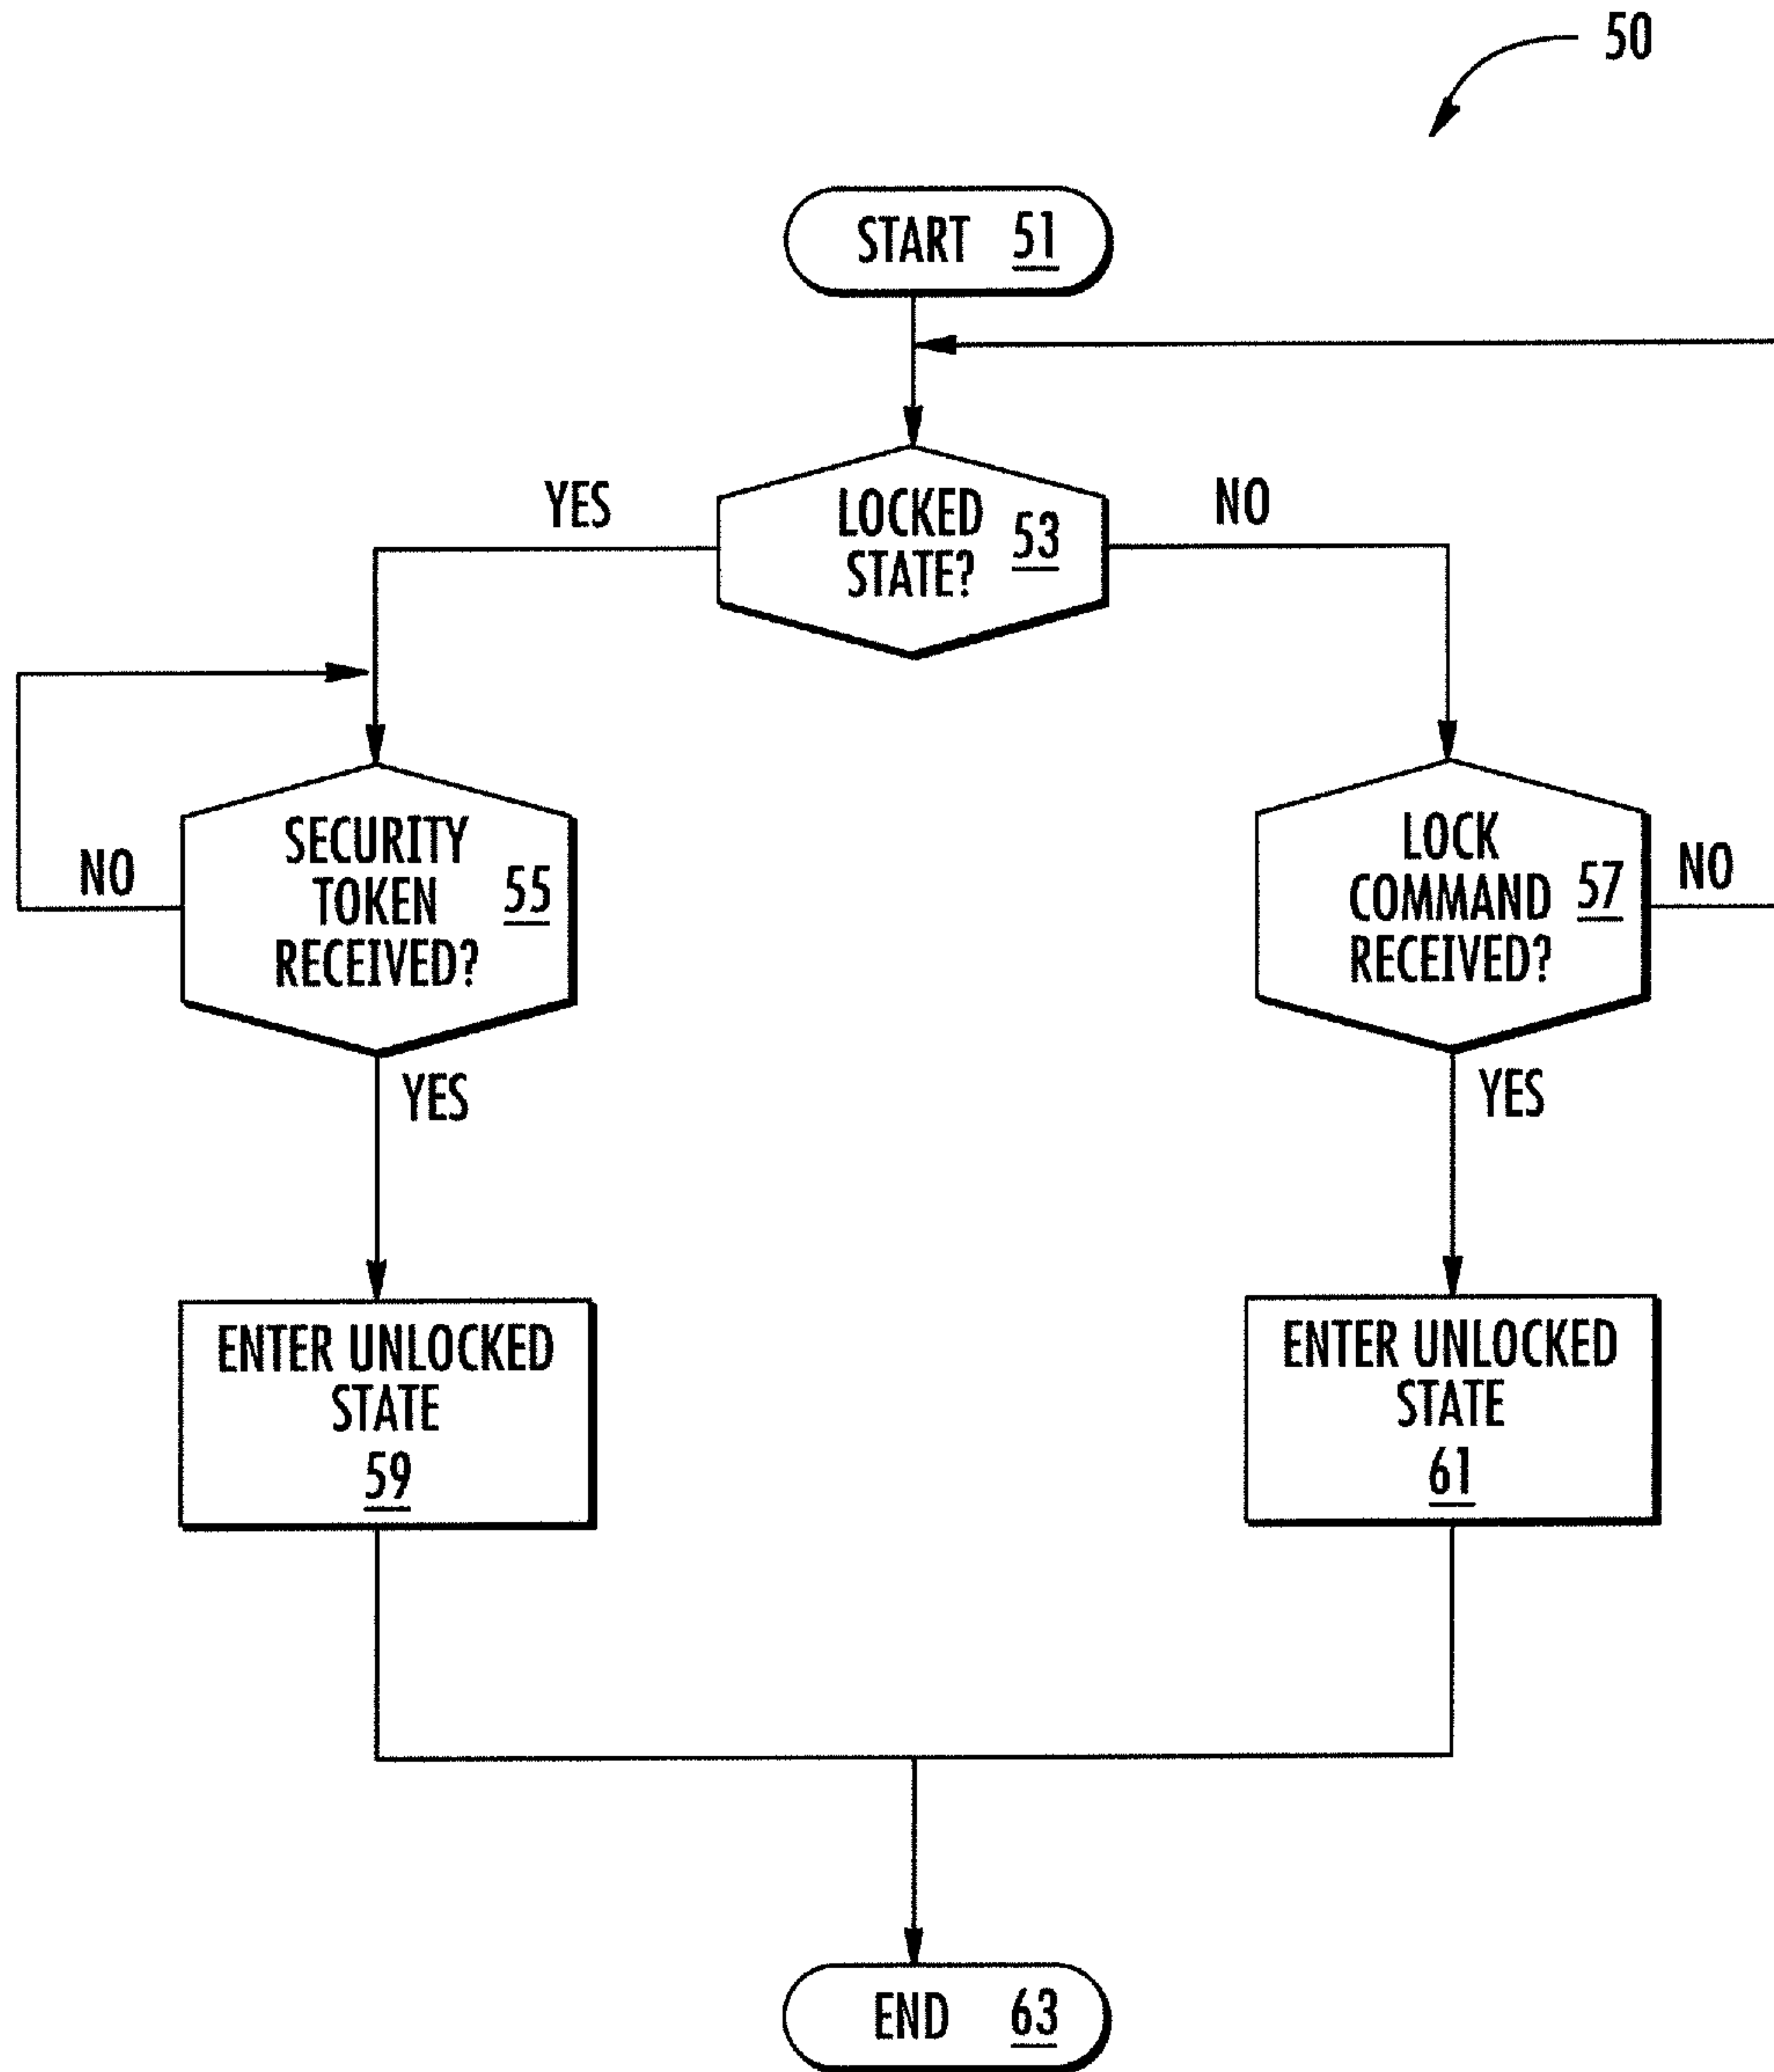 50
START 51
YES
LOCKED
STATE?
53
NO
SECURITY
TOKEN
RECEIVED?
55
NO
YES
LOCK
COMMAND
RECEIVED?
57
NO
YES
ENTER UNLOCKED
STATE
59
ENTER UNLOCKED
STATE
61
END 63